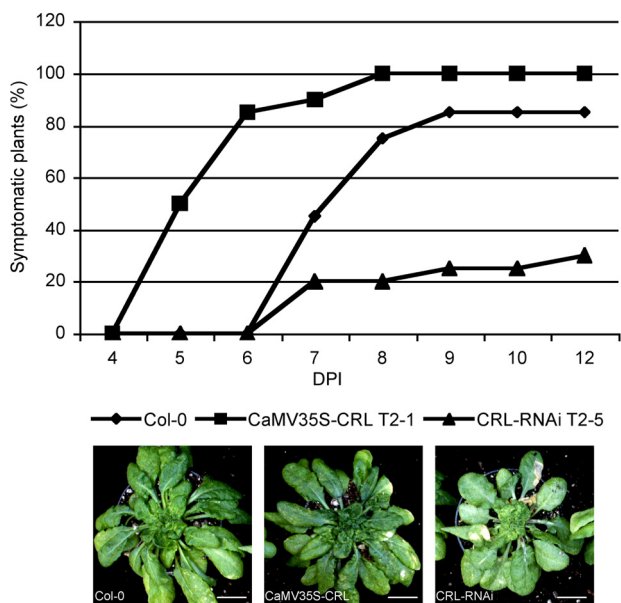 120
100
80
60
40
20
0
Symptomatic plants (%)
4 5 6 7 8 9 10 12
DPI
Col-0 CaMV35S-CRL T2-1 CRL-RNAi T2-5
Col-0 CaMV35S-CRL CRL-RNAi